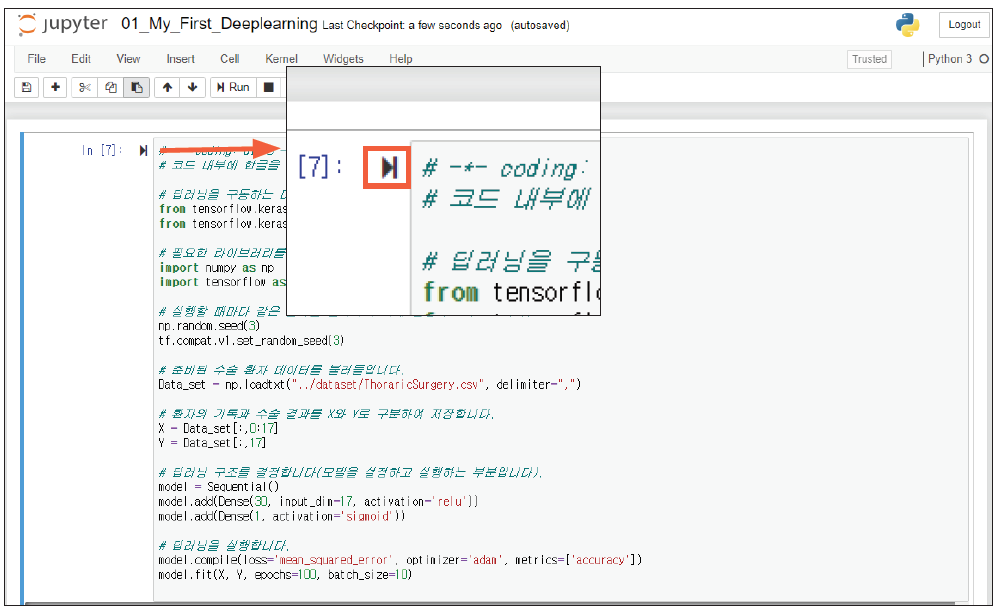 jupyter 01_My_First_Deeplearning Last Checkpoint: a few seconds ago (autosaved)
Logout
File Edit View Insert Cell Kernel Widgets Help
Trusted
Python 3
Run
In [7]:
# 코드 내부에 한글을
# 딥러닝을 구동하는
from tensorflow.keras
from tensorflow.keras
# 필요한 라이브러리를
import numpy as np
import tensorflow as
# 실행할 때마다 같은
np.random.seed(3)
tf.compat.v1.set_random_seed(3)
# 준비된 수술 환자 데이터를 불러들입니다.
Data_set = np.loadtxt("../dataset/ThoraricSurgery.csv", delimiter=",")
# 환자의 기록과 수술 결과를 X와 Y로 구분하여 저장합니다.
X = Data_set[:,0:17]
Y = Data_set[:,17]
# 딥러닝 구조를 결정합니다(모델을 설정하고 실행하는 부분입니다).
model = Sequential()
model.add(Dense(30, input_dim=17, activation='relu'))
model.add(Dense(1, activation='sigmoid'))
# 딥러닝을 실행합니다.
model.compile(loss='mean_squared_error', optimizer='adam', metrics=['accuracy'])
model.fit(X, Y, epochs=100, batch_size=10)
[7]:
# -*- coding:
# 코드 내부에
# 딥러닝을 구동
from tensorflo